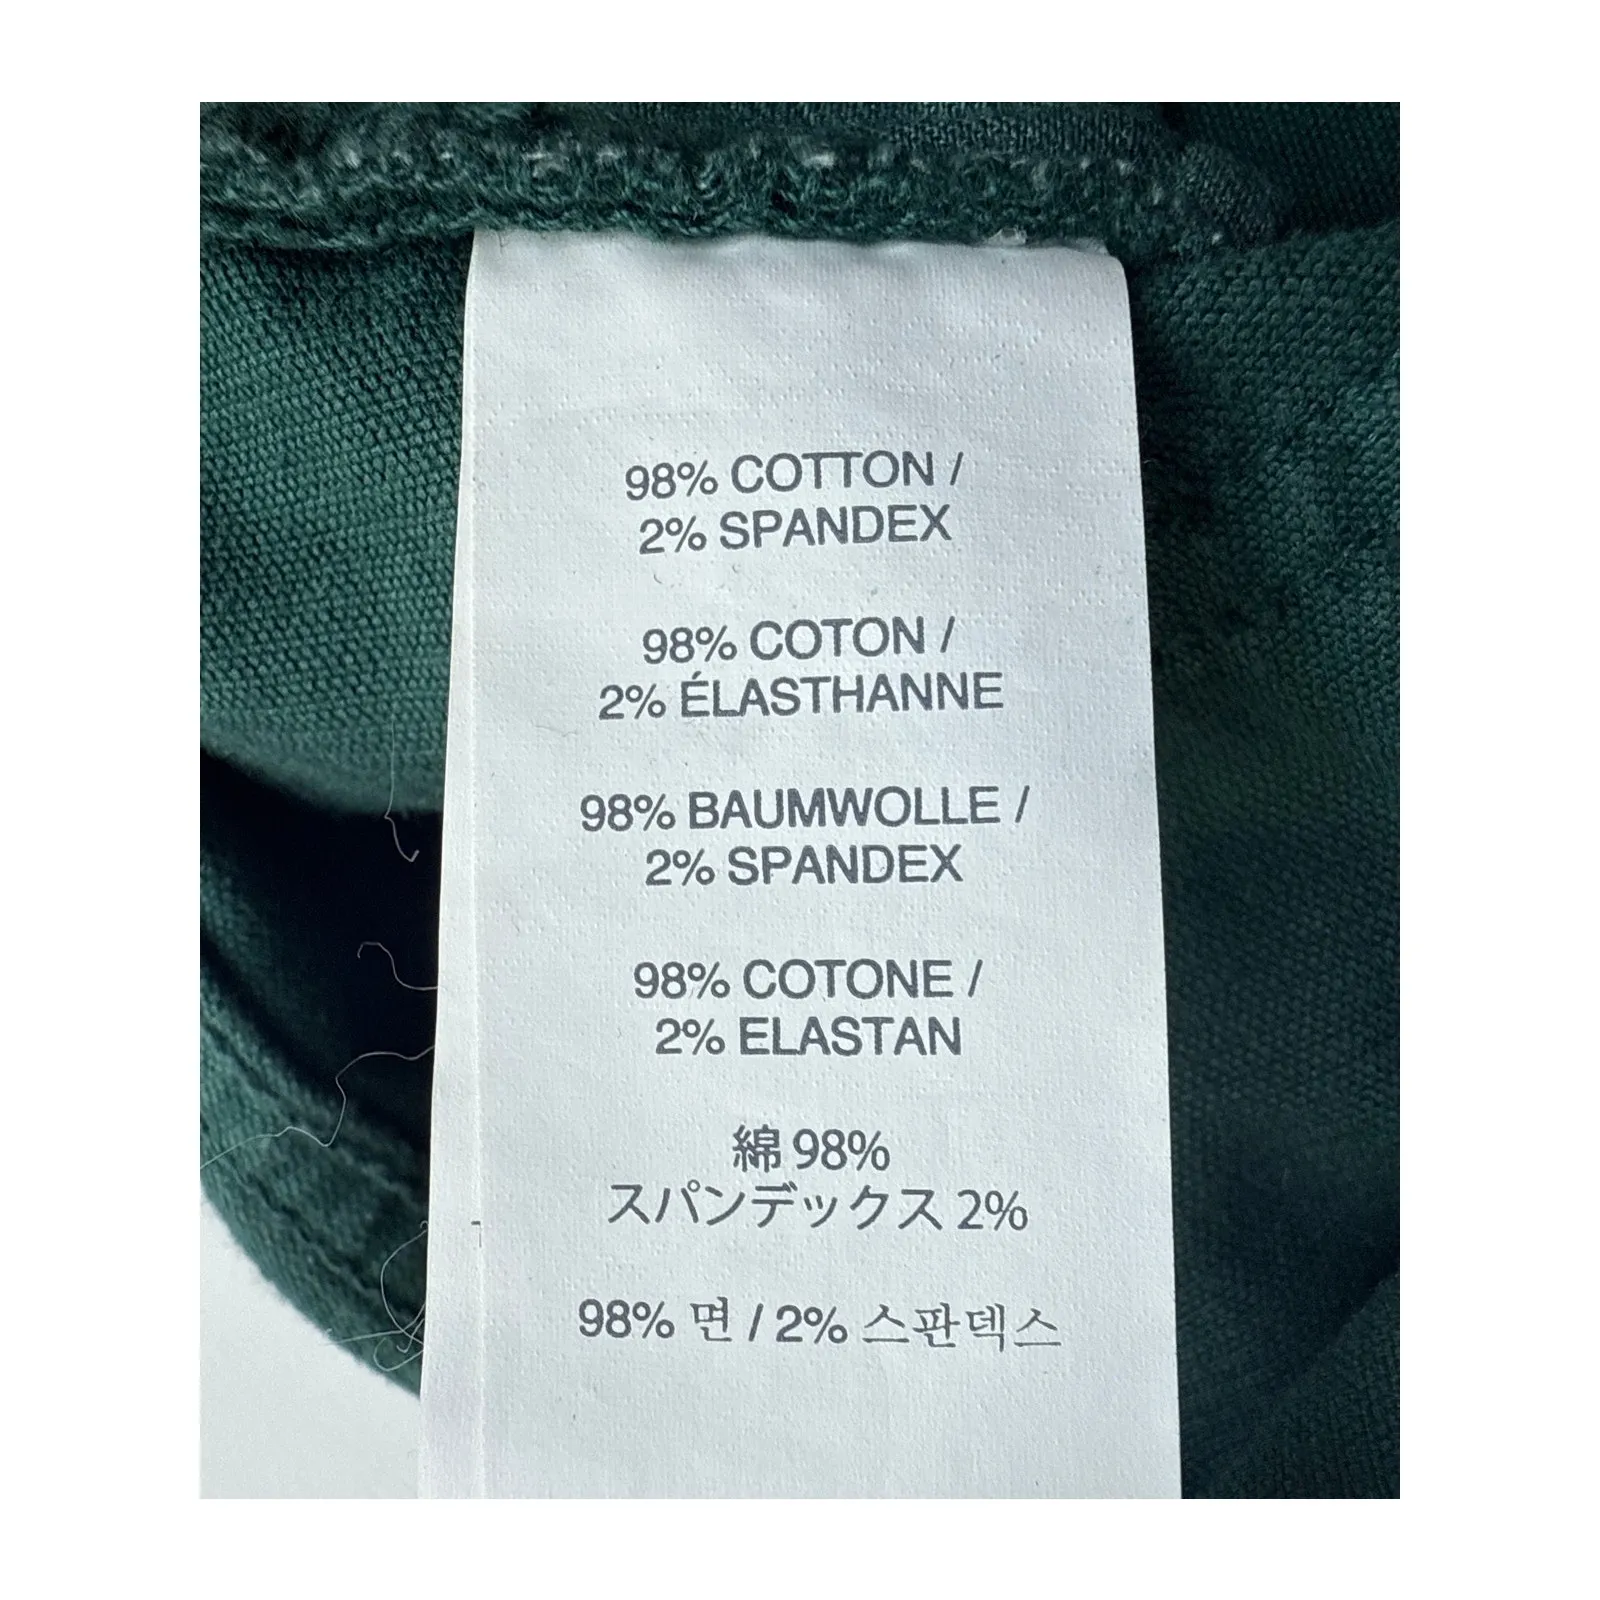 98% COTTON /
2% SPANDEX
98% COTON /
2% ÉLASTHANNE
98% BAUMWOLLE /
2% SPANDEX
98% COTONE /
2% ELASTAN
綿 98%
スパンデックス 2%
98% 면 / 2% 스판덱스